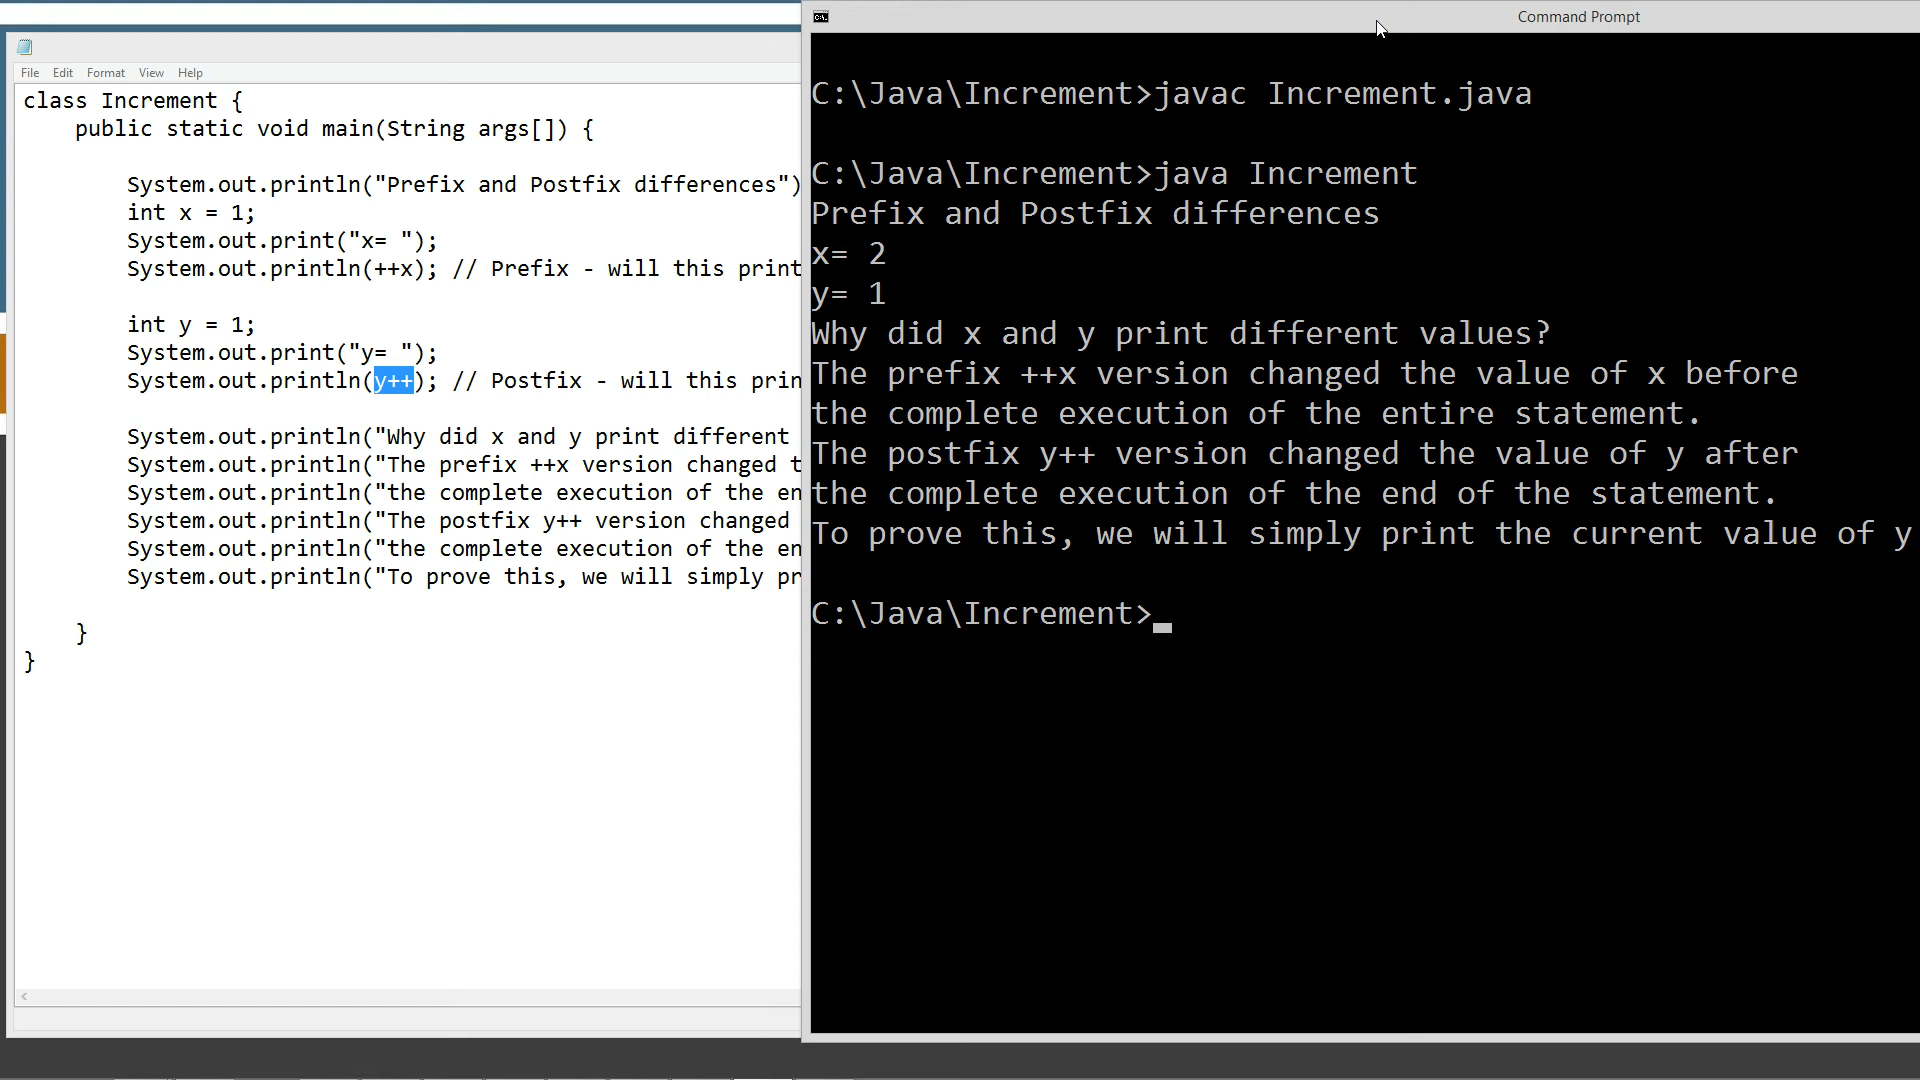 File Edit Format View Help
class Increment {
public static void main(String args[]) {
System.out.println("Prefix and Postfix differences")
int x = 1;
System.out.print("x= ");
System.out.println(++x); // Prefix - will this print
int y = 1;
System.out.print("y= ");
System.out.println(y++); // Postfix - will this prin
System.out.println("Why did x and y print different
System.out.println("The prefix ++x version changed t
System.out.println("the complete execution of the en
System.out.println("The postfix y++ version changed
System.out.println("the complete execution of the en
System.out.println("To prove this, we will simply pr
}
}
Command Prompt
C:\Java\Increment>javac Increment.java
C:\Java\Increment>java Increment
Prefix and Postfix differences
x= 2
y= 1
Why did x and y print different values?
The prefix ++x version changed the value of x before
the complete execution of the entire statement.
The postfix y++ version changed the value of y after
the complete execution of the end of the statement.
To prove this, we will simply print the current value of y
C:\Java\Increment>